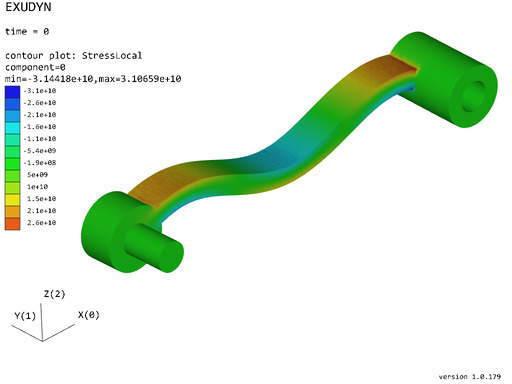 EXUDYN
time = 0
contour plot: StressLocal
component=0
min=-3.14418e+10,max=3.10659e+10
-3.1e+10
-2.6e+10
-2.1e+10
-1.6e+10
-1.1e+10
-5.4e+09
-1.9e+08
5e+09
1e+10
1.5e+10
2.1e+10
2.6e+10
Z(2)
Y(1) X(0)
version 1.0.179